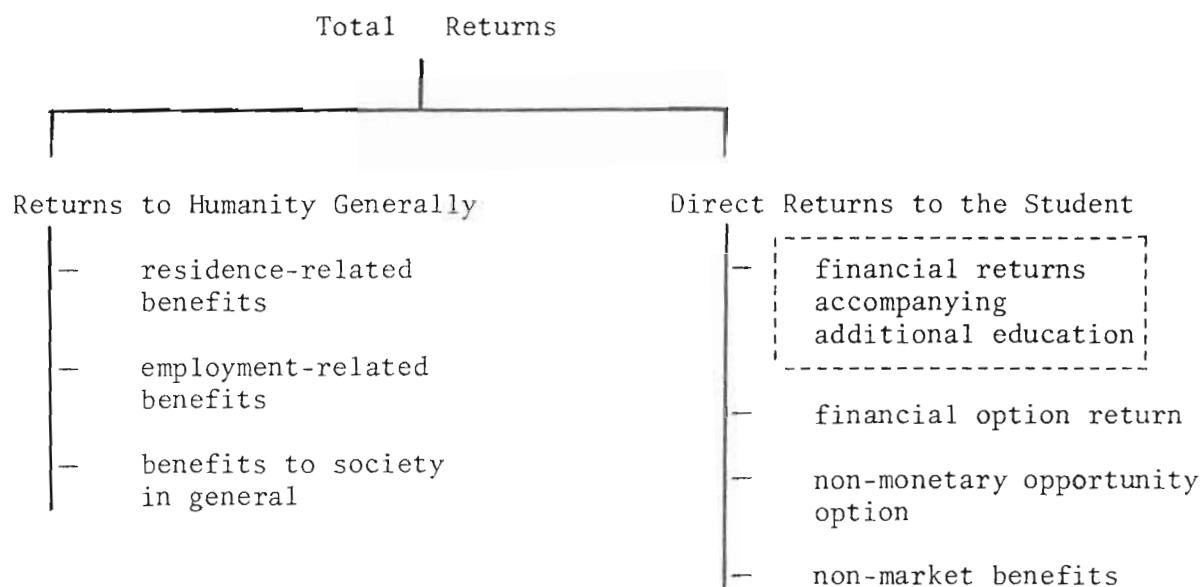 Total Returns
Returns to Humanity Generally
residence-related
benefits
employment-related
benefits
benefits to society
in general
Direct Returns to the Student
financial returns
accompanying
additional education
financial option return
non-monetary opportunity
option
non-market benefits